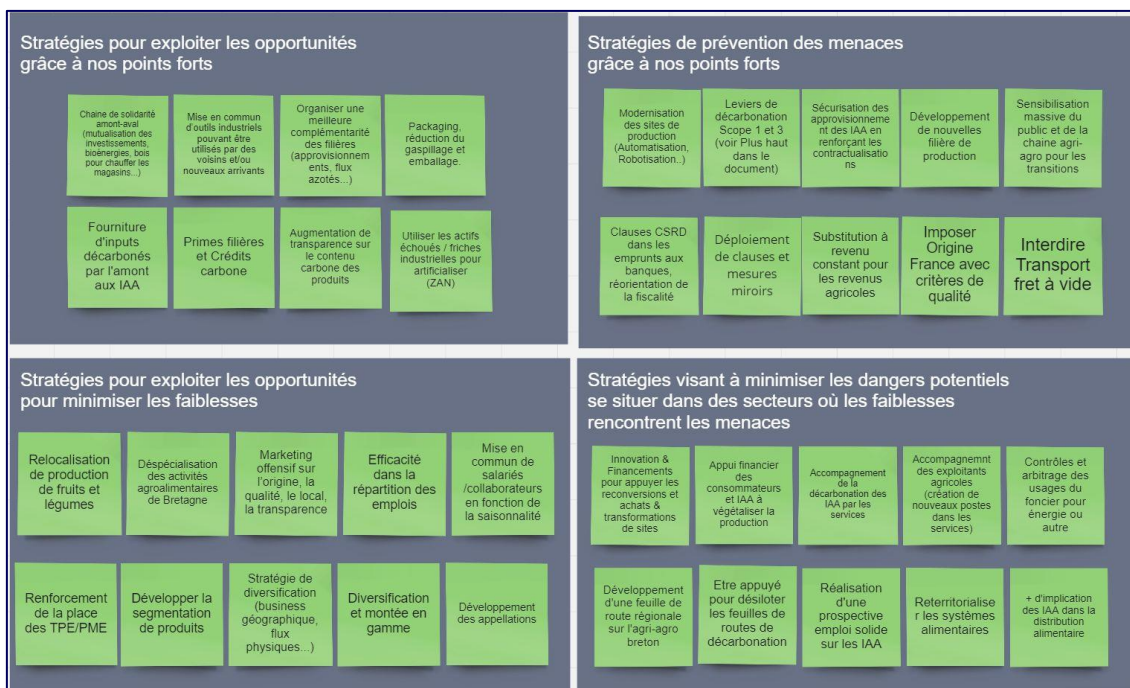 Stratégies pour exploiter les opportunités
grâce à nos points forts
Chaine de solidarité
amont-aval
(mutualisation des
investissements,
bioénergies, bois
pour chauffer les
magasins...)
Mise en commun
d'outils industriels
pouvant être
utilisés par des
voisins et/ou
nouveaux arrivants
Organiser une
meilleure
complémentarité
des filières
(approvisionnem
ents, flux
azotés...)
Packaging,
réduction du
gaspillage et
emballage.
Fourniture
d'inputs
décarbonés
par l'amont
aux IAA
Primes filières
et Crédits
carbone
Augmentation de
transparence sur
le contenu
carbone des
produits
Utiliser les actifs
échoués / friches
industrielles pour
artificialiser
(ZAN)
Stratégies de prévention des menaces
grâce à nos points forts
Modernisation
des sites de
production
(Automatisation,
Robotisation..)
Leviers de
décarbonation
Scope 1 et 3
(voir Plus haut
dans le
document)
Sécurisation des
approvisionneme
nt des IAA en
renforçant les
contractualisatio
ns
Développement
de nouvelles
filière de
production
Sensibilisation
massive du
public et de la
chaine agri-
agro pour les
transitions
Clauses CSRD
dans les
emprunts aux
banques,
réorientation de
la fiscalité
Déploiement
de clauses et
mesures
miroirs
Substitution à
revenu
constant pour
les revenus
agricoles
Imposer
Origine
France avec
critères de
qualité
Interdire
Transport
fret à vide
Stratégies pour exploiter les opportunités
pour minimiser les faiblesses
Relocalisation
de production
de fruits et
légumes
Déspécialisation
des activités
agroalimentaires
de Bretagne
Marketing
offensif sur
l'origine, la
qualité, le local,
la transparence
Efficacité
dans la
répartition des
emplois
Mise en
commun de
salariés
/collaborateurs
en fonction de
la saisonnalité
Renforcement
de la place
des TPE/PME
Développer la
segmentation
de produits
Stratégie de
diversification
(business
géographique,
flux
physiques...)
Diversification
et montée en
gamme
Développement
des appellations
Stratégies visant à minimiser les dangers potentiels
se situer dans des secteurs où les faiblesses
rencontrent les menaces
Innovation &
Financements
pour appuyer les
reconversions et
achats &
transformations
de sites
Appui financier
des
consommateurs
et IAA à
végétaliser la
production
Accompagnement
de la
décarbonation des
IAA par les
services
Accompagnemnt
des exploitants
agricoles
(création de
nouveaux postes
dans les
services)
Contrôles et
arbitrage des
usages du
foncier pour
énergie ou
autre
Développement
d'une feuille de
route régionale
sur l'agri-agro
breton
Etre appuyé
pour désiloter
les feuilles de
routes de
décarbonation
Réalisation
d'une
prospective
emploi solide
sur les IAA
Reterritorialise
r les systèmes
alimentaires
+ d'implication
des IAA dans la
distribution
alimentaire